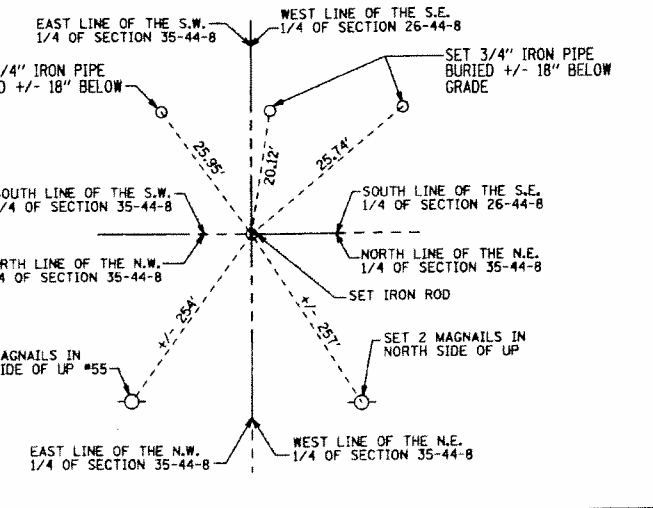 EAST LINE OF THE S.W.
1/4 OF SECTION 35-44-8
WEST LINE OF THE S.E.
1/4 OF SECTION 26-44-8
/4" IRON PIPE
+/- 18" BELOW
SET 3/4" IRON PIPE
BURIED +/- 18" BELOW
GRADE
25.95'
20.12'
25.74'
OUTH LINE OF THE S.W.
/4 OF SECTION 35-44-8
SOUTH LINE OF THE S.E.
1/4 OF SECTION 26-44-8
RTH LINE OF THE N.W.
4 OF SECTION 35-44-8
NORTH LINE OF THE N.E.
1/4 OF SECTION 35-44-8
SET IRON ROD
+/- 254'
+/- 257'
AGNAILS IN
IDE OF UP #55
SET 2 MAGNAILS IN
NORTH SIDE OF UP
EAST LINE OF THE N.W.
1/4 OF SECTION 35-44-8
WEST LINE OF THE N.E.
1/4 OF SECTION 35-44-8